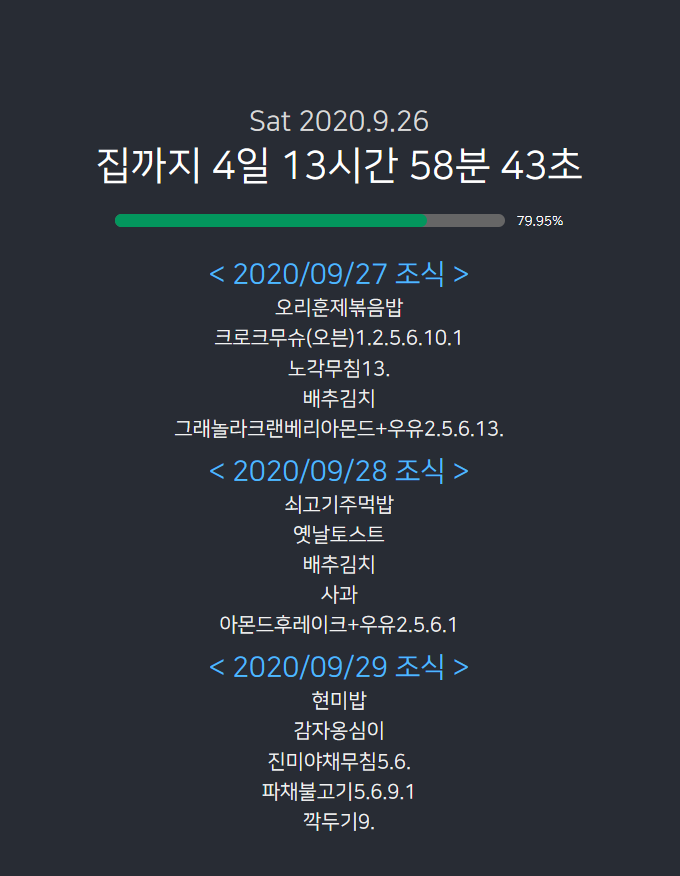 Sat 2020.9.26
집까지 4일 13시간 58분 43초
79.95%
< 2020/09/27 조식 >
오리훈제볶음밥
크로크무슈(오븐)1.2.5.6.10.1
노각무침13.
배추김치
그래놀라크랜베리아몬드+우유2.5.6.13.
< 2020/09/28 조식 >
쇠고기주먹밥
옛날토스트
배추김치
사과
아몬드후레이크+우유2.5.6.1
< 2020/09/29 조식 >
현미밥
감자옹심이
진미야채무침5.6.
파채불고기5.6.9.1
깍두기9.